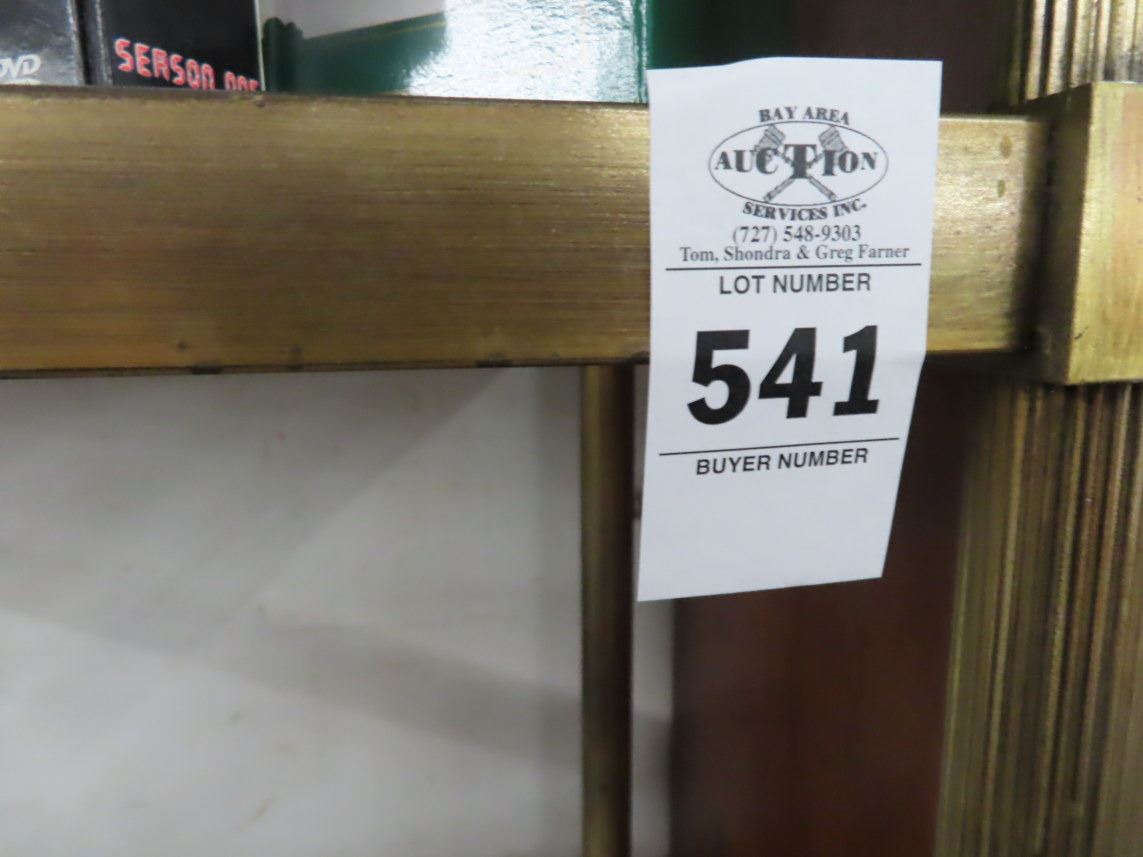 DVD
SEASON ONE
BAY AREA
AUCTION
SERVICES INC.
(727) 548-9303
Tom, Shondra & Greg Farner
LOT NUMBER
541
BUYER NUMBER